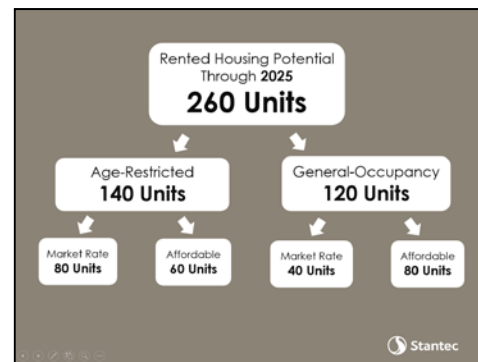 Rented Housing Potential
Through 2025
260 Units
Age-Restricted
140 Units
General-Occupancy
120 Units
Market Rate
80 Units
Affordable
60 Units
Market Rate
40 Units
Affordable
80 Units
Stantec